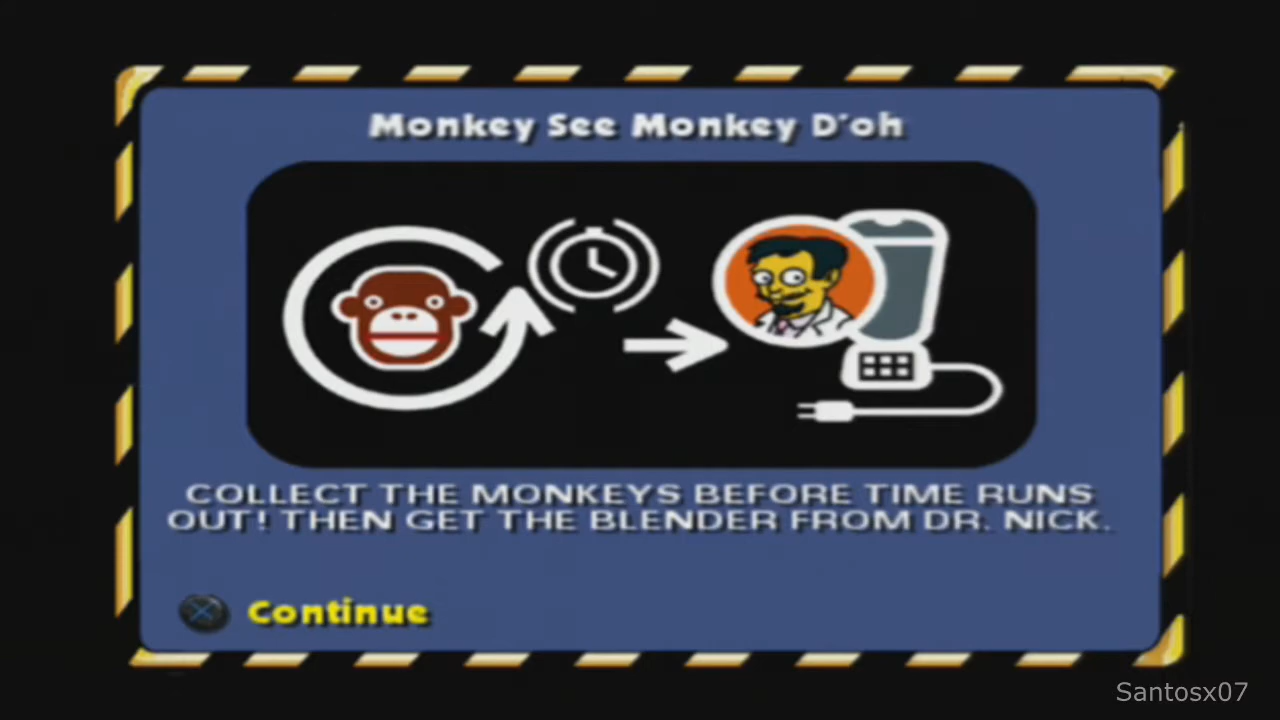 Monkey See Monkey D'oh
COLLECT THE MONKEYS BEFORE TIME RUNS
OUT! THEN GET THE BLENDER FROM DR. NICK.
Continue
Santosx07